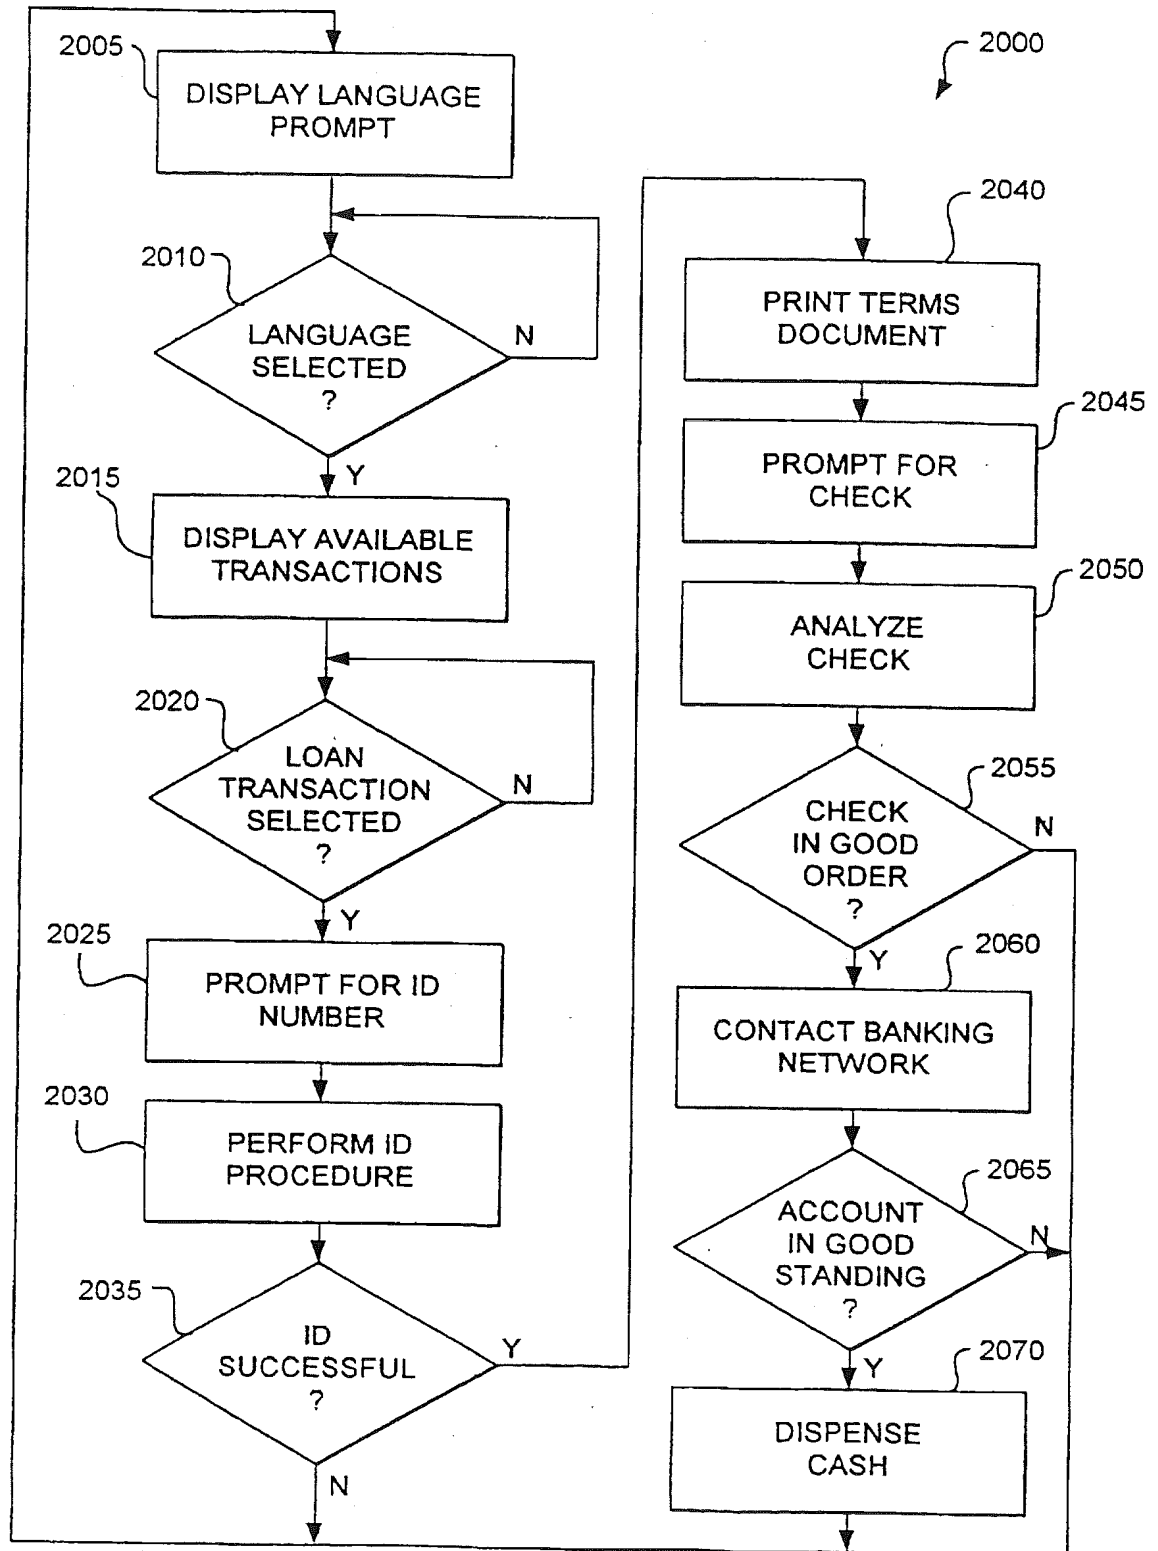 2005
DISPLAY LANGUAGE
PROMPT
2010
LANGUAGE
SELECTED
?
N
Y
2015
DISPLAY AVAILABLE
TRANSACTIONS
2020
LOAN
TRANSACTION
SELECTED
?
N
Y
2025
PROMPT FOR ID
NUMBER
2030
PERFORM ID
PROCEDURE
2035
ID
SUCCESSFUL
?
Y
N
2000
2040
PRINT TERMS
DOCUMENT
2045
PROMPT FOR
CHECK
2050
ANALYZE
CHECK
2055
CHECK
IN GOOD
ORDER
?
N
Y
2060
CONTACT BANKING
NETWORK
2065
ACCOUNT
IN GOOD
STANDING
?
N
Y
2070
DISPENSE
CASH